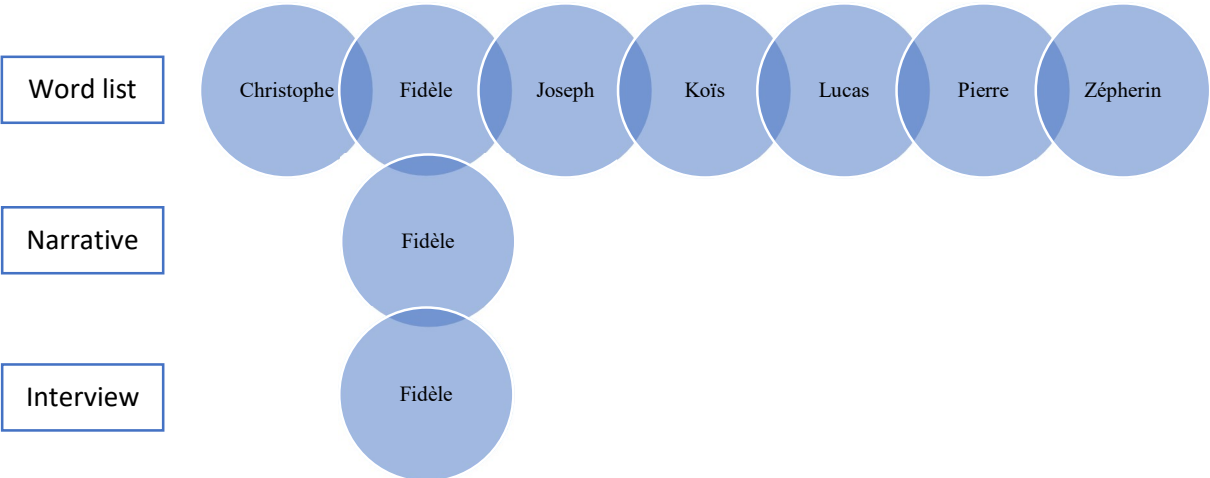 Word list
Christophe Fidèle Joseph Koïs Lucas Pierre Zépherin
Narrative
Fidèle
Interview
Fidèle